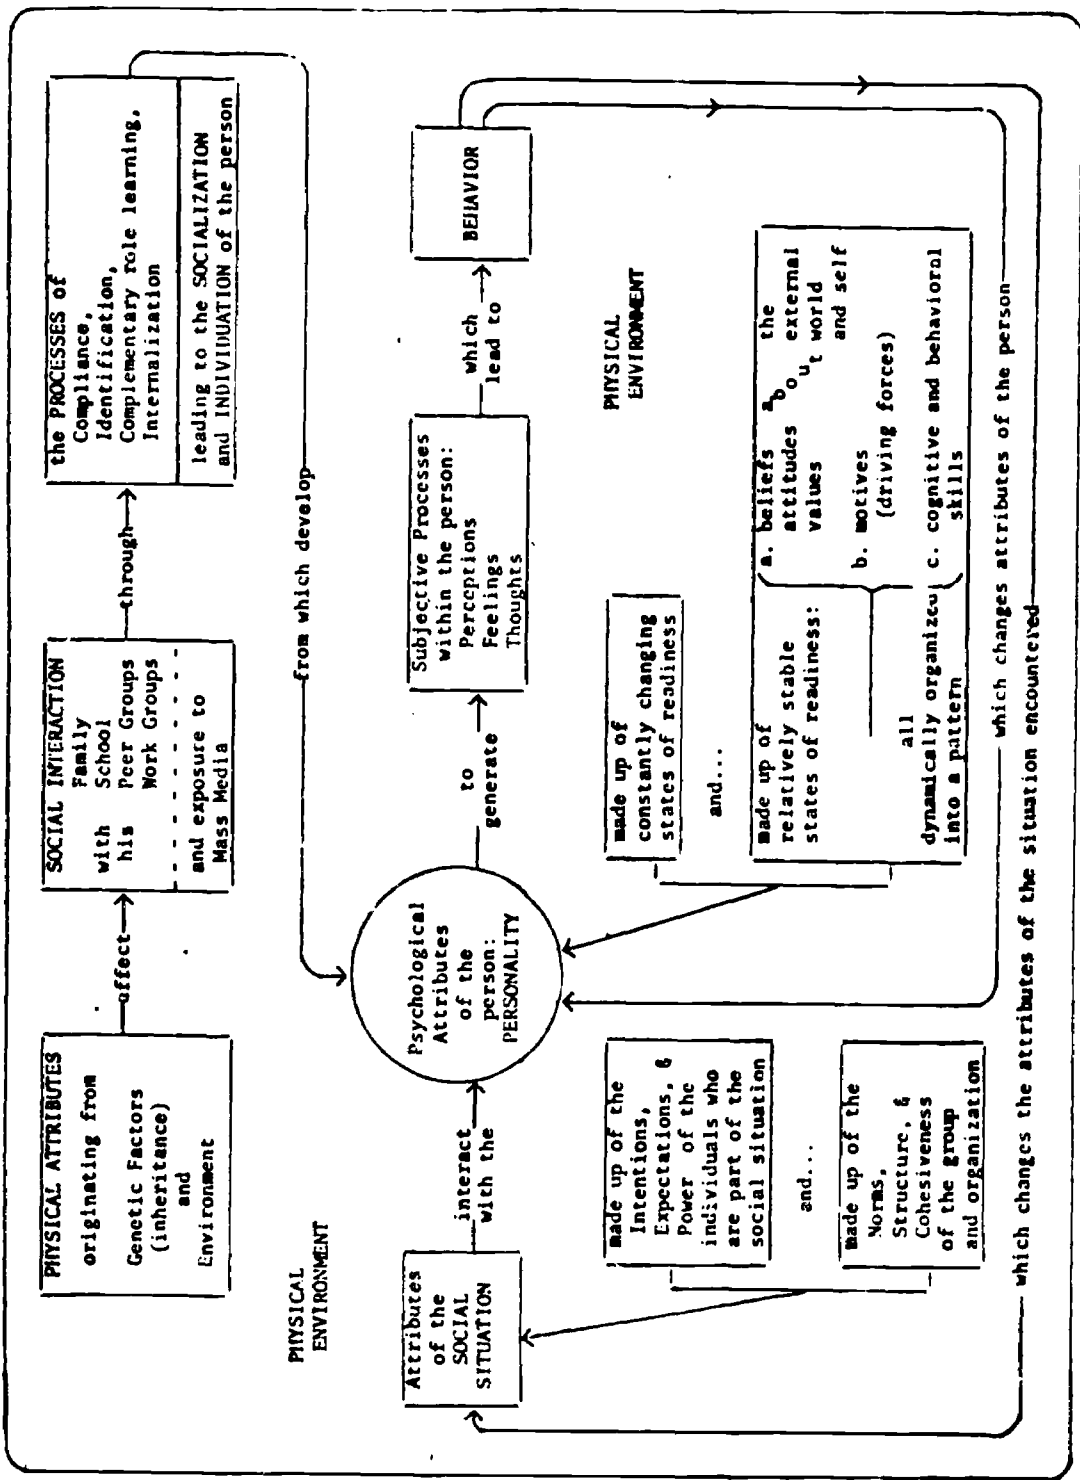 PHYSICAL ATTRIBUTES
originating from
Genetic Factors
(inheritance)
and
Environment
affect
SOCIAL INTERACTION
Family
with School
his Peer Groups
Work Groups
and exposure to
Mass Media
through
the PROCESSES of
Compliance,
Identification,
Complementary role learning,
Internalization
leading to the SOCIALIZATION
and INDIVIDUATION of the person
from which develop
PHYSICAL
ENVIRONMENT
Attributes
of the
SOCIAL
SITUATION
interact
with the
Psychological
Attributes
of the
person:
PERSONALITY
to
generate
Subjective Processes
within the person:
Perceptions
Feelings
Thoughts
which
lead to
BEHAVIOR
PHYSICAL
ENVIRONMENT
made up of the
Intentions,
Expectations, &
Power of the
individuals who
are part of the
social situation
and...
made up of the
Norms,
Structure, &
Cohesiveness
of the group
and organization
made up of
constantly changing
states of readiness
and...
made up of
relatively stable
states of readiness:
a. beliefs about the
attitudes external
values world
and self
b. motives
(driving forces)
c. cognitive and behavioral
skills
all
dynamically organized
into a pattern
which changes attributes of the person
which changes the attributes of the situation encountered